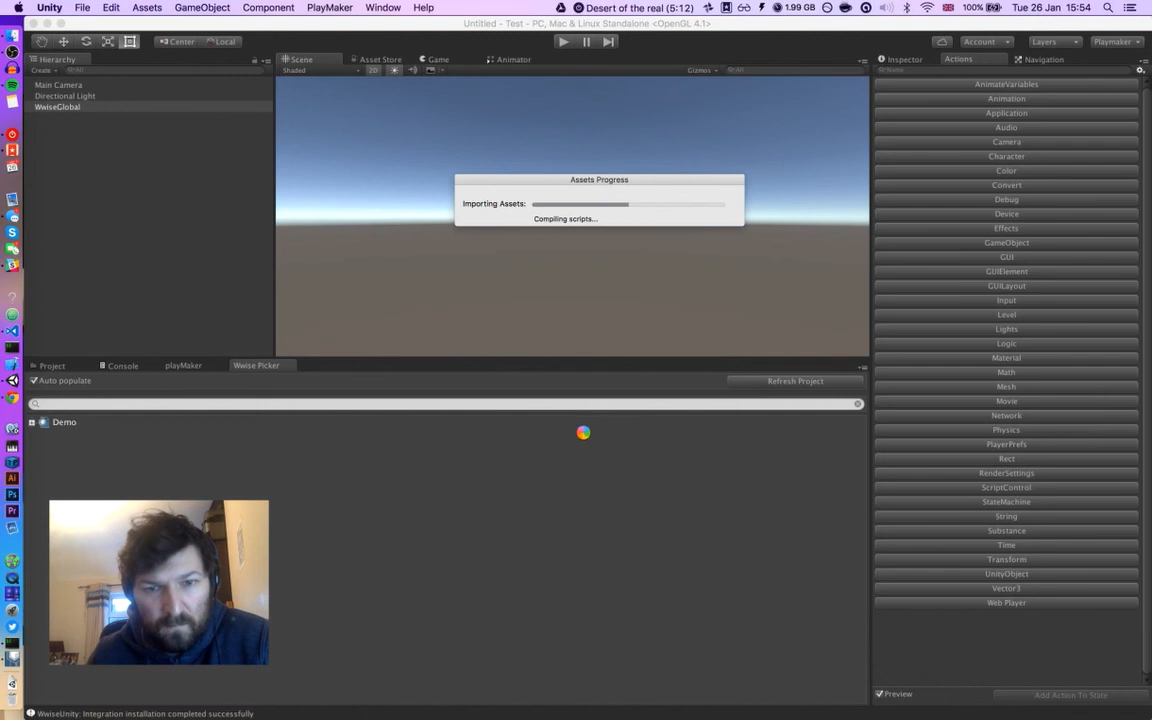 Unity File Edit Assets GameObject Component PlayMaker Window Help Desert of the real (5:12) 1.99 GB 100% Tue 26 Jan 15:54
Untitled - Test - PC, Mac & Linux Standalone <OpenGL 4.1>
Center Local Account Layers Playmaker
Hierarchy Scene Asset Store Game Animator Inspector Actions Navigation
Create All Shaded 2D Gizmos All
Main Camera
Directional Light
WwiseGlobal
Assets Progress
Importing Assets:
Compiling scripts...
AnimateVariables
Animation
Application
Audio
Camera
Character
Color
Convert
Debug
Device
Effects
GameObject
GUI
GUIElement
GUILayout
Input
Level
Lights
Logic
Material
Math
Mesh
Movie
Network
Physics
PlayerPrefs
Rect
RenderSettings
ScriptControl
StateMachine
String
Substance
Time
Transform
UnityObject
Vector3
Web Player
Project Console playMaker Wwise Picker
Auto populate Refresh Project
Demo
Preview Add Action To State
WwiseUnity: Integration installation completed successfully
Ai
Ps
Pr